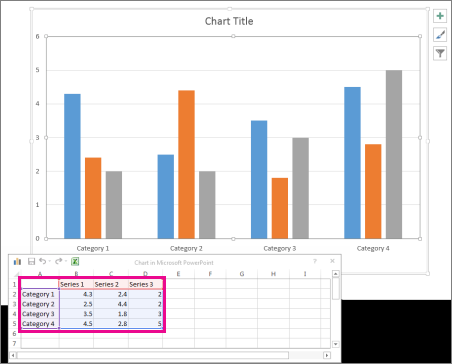 Chart Title
6
5
4
3
2
1
0
Category 1 Category 2 Category 3 Category 4
Chart in Microsoft PowerPoint ? ×
A B C D E F G H I
1 Series 1 Series 2 Series 3
2 Category 1 4.3 2.4 2
3 Category 2 2.5 4.4 2
4 Category 3 3.5 1.8 3
5 Category 4 4.5 2.8 5
6
7